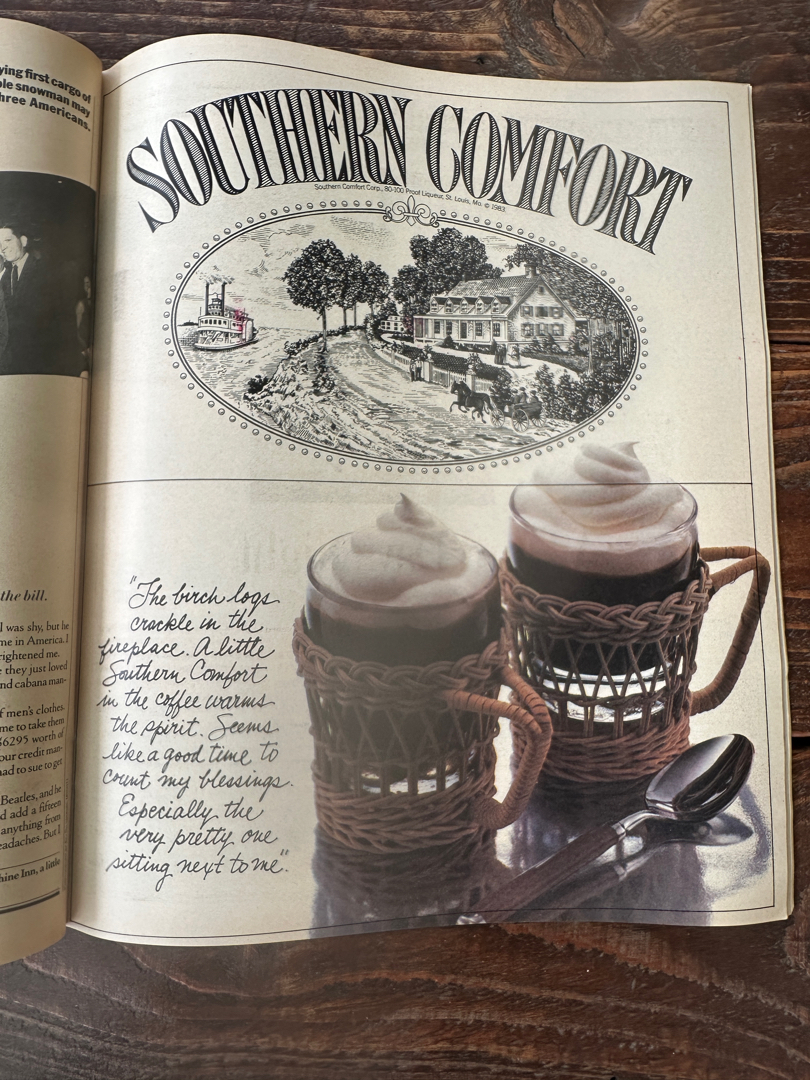 ying first cargo of
ble snowman may
hree Americans.
the bill.
I was shy, but he
me in America. I
rightened me.
e they just loved
nd cabana man-
f men's clothes.
me to take them
6295 worth of
our credit man-
had to sue to get
Beatles, and he
d add a fifteen
anything from
eadaches. But I
hine Inn, a little
SOUTHERN COMFORT
Southern Comfort Corp., 80-100 Proof Liqueur, St. Louis, Mo. © 1983
"The birch logs
crackle in the
fireplace. A little
Southern Comfort
in the coffee warms
the spirit. Seems
like a good time to
count my blessings.
Especially the
very pretty one
sitting next to me".